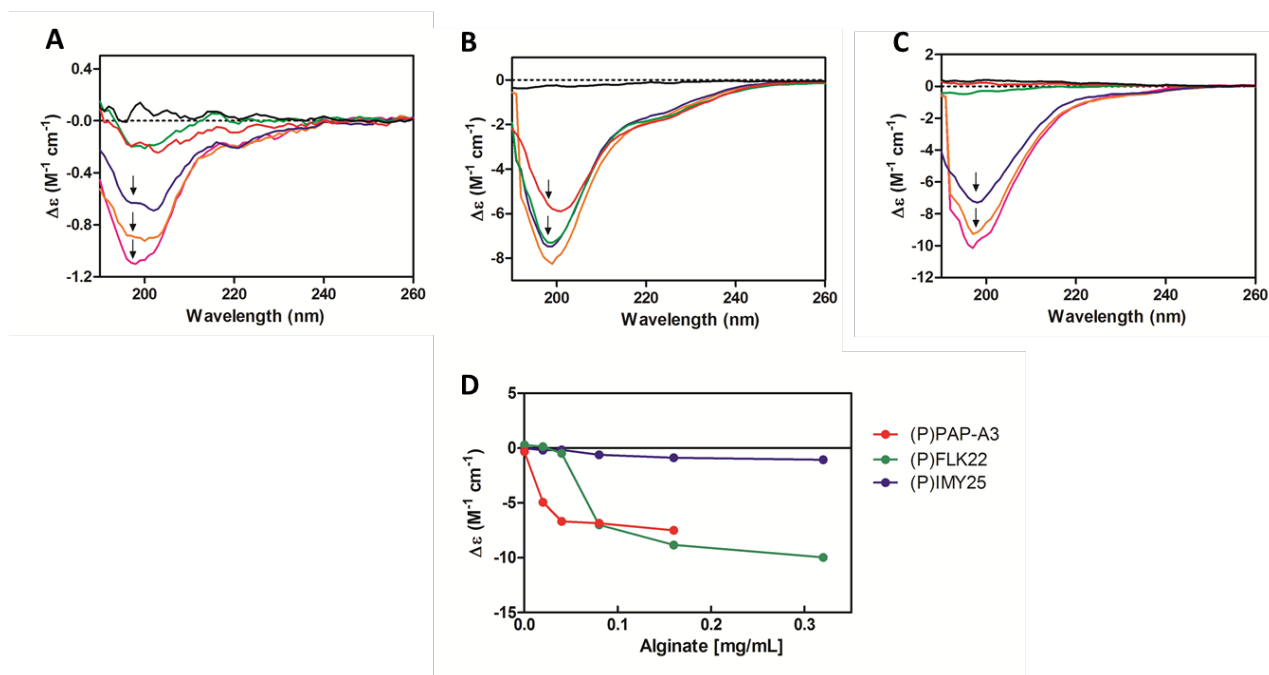 A
0.4
-0.0
-0.4
-0.8
-1.2
Δε (M⁻¹ cm⁻¹)
200 220 240 260
Wavelength (nm)
B
0
-2
-4
-6
-8
Δε (M⁻¹ cm⁻¹)
200 220 240 260
Wavelength (nm)
C
2
0
-2
-4
-6
-8
-10
-12
Δε (M⁻¹ cm⁻¹)
200 220 240 260
Wavelength (nm)
D
5
0
-5
-10
-15
Δε (M⁻¹ cm⁻¹)
0.0 0.1 0.2 0.3
Alginate [mg/mL]
(P)PAP-A3
(P)FLK22
(P)IMY25